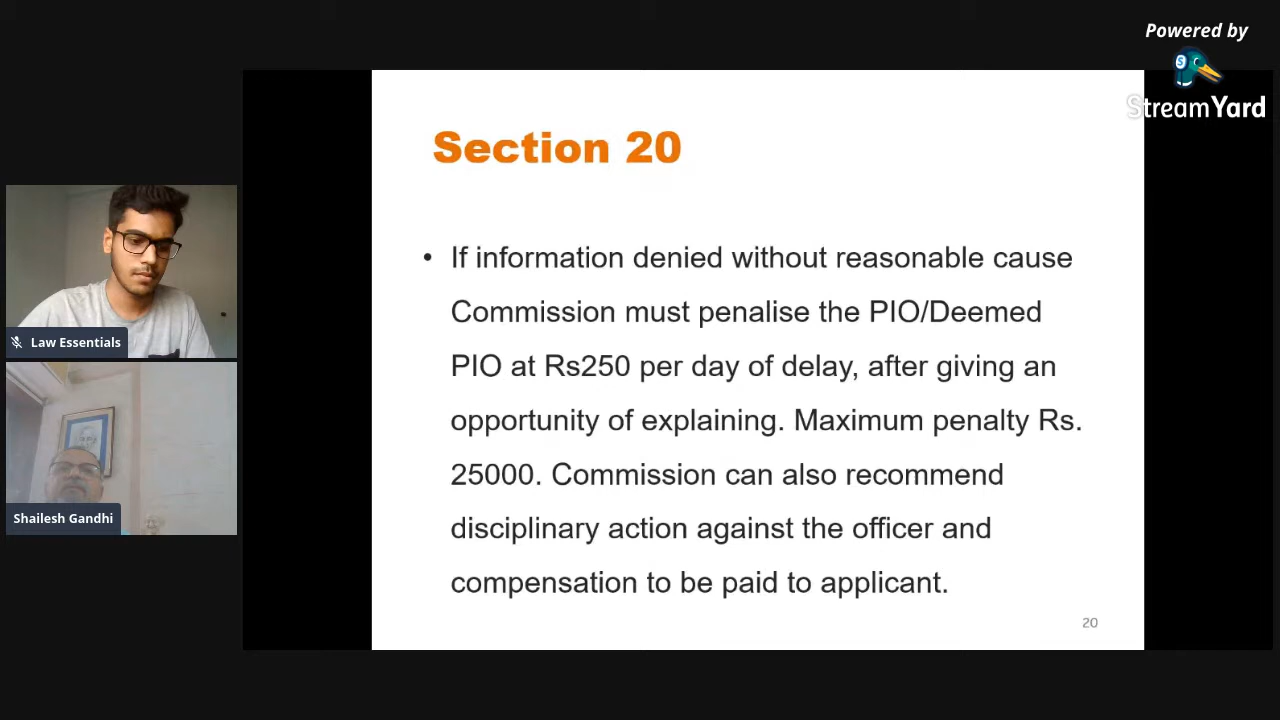 Powered by
StreamYard
Section 20
• If information denied without reasonable cause
Commission must penalise the PIO/Deemed
PIO at Rs250 per day of delay, after giving an
opportunity of explaining. Maximum penalty Rs.
25000. Commission can also recommend
disciplinary action against the officer and
compensation to be paid to applicant.
20
Law Essentials
Shailesh Gandhi